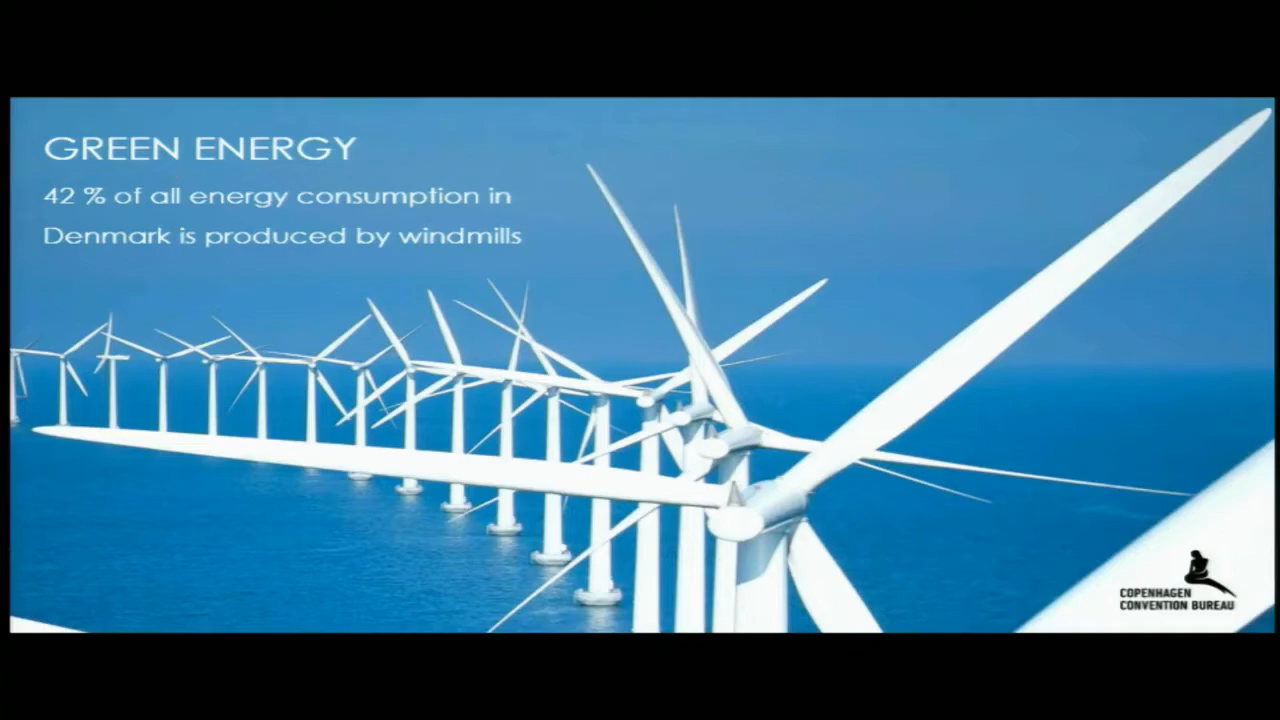 GREEN ENERGY
42 % of all energy consumption in
Denmark is produced by windmills
COPENHAGEN
CONVENTION BUREAU